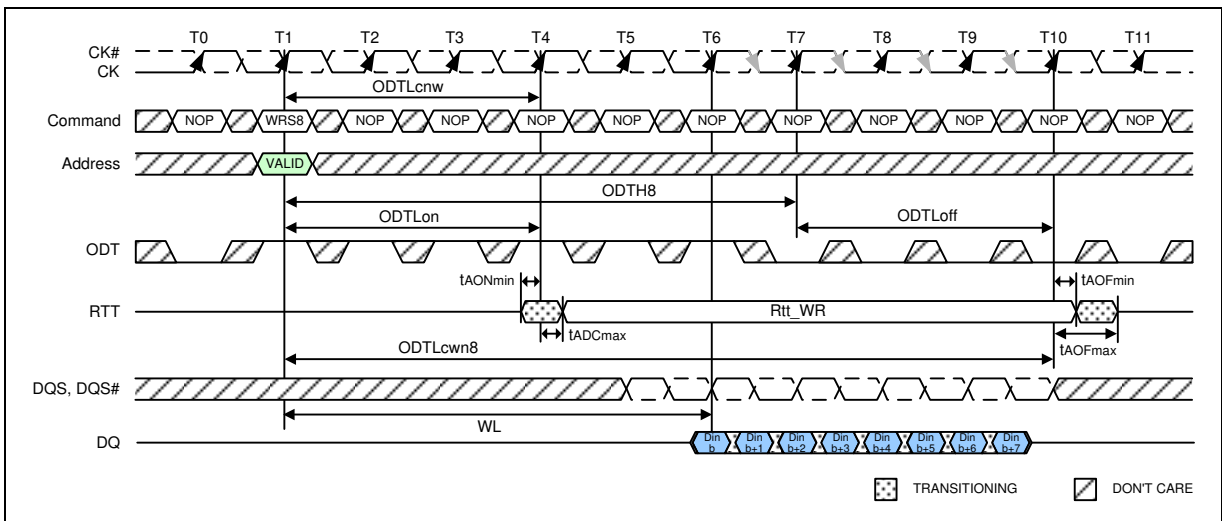 T0 T1 T2 T3 T4 T5 T6 T7 T8 T9 T10 T11
CK#
CK
ODTLcnw
Command NOP WRS8 NOP NOP NOP NOP NOP NOP NOP NOP NOP NOP
Address VALID
ODTH8
ODTLon ODTLoff
ODT
tAONmin tAOFmin
RTT Rtt_WR
tADCmax tAOFmax
ODTLcwn8
DQS, DQS#
WL
DQ Din b Din b+1 Din b+2 Din b+3 Din b+4 Din b+5 Din b+6 Din b+7
TRANSITIONING DON'T CARE